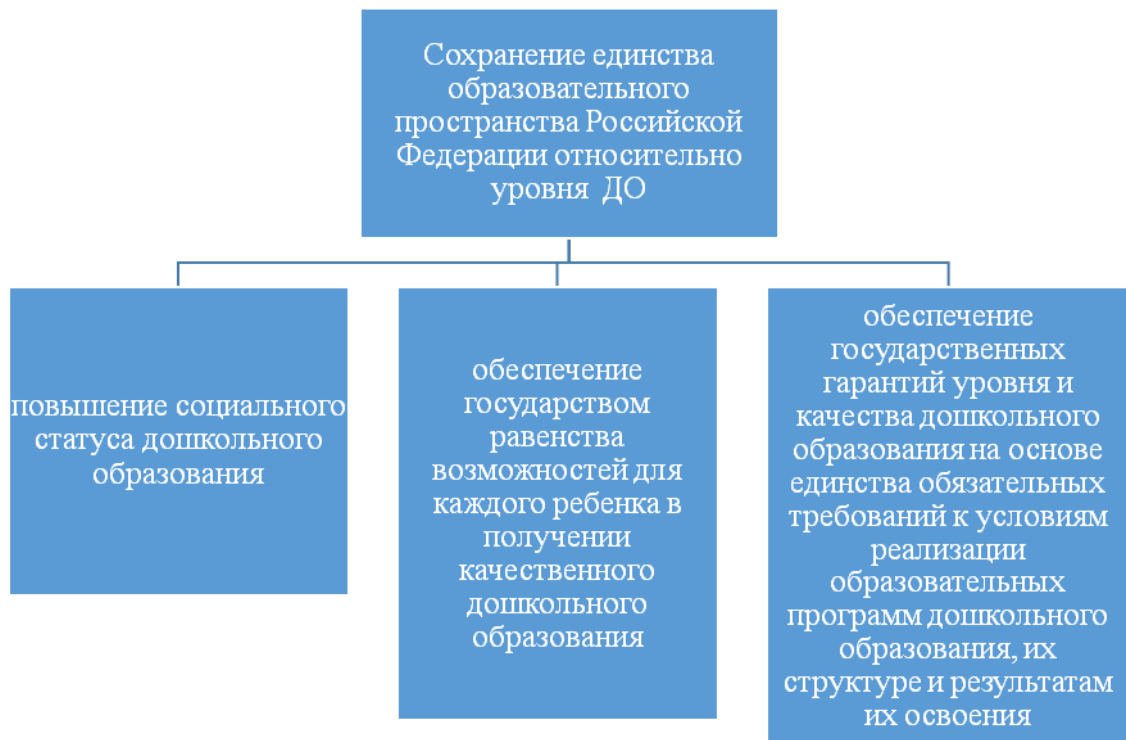 Сохранение единства
образовательного
пространства Российской
Федерации относительно
уровня ДО
повышение социального
статуса дошкольного
образования
обеспечение
государством
равенства
возможностей для
каждого ребенка в
получении
качественного
дошкольного
образования
обеспечение
государственных
гарантий уровня и
качества дошкольного
образования на основе
единства обязательных
требований к условиям
реализации
образовательных
программ дошкольного
образования, их
структуре и результатам
их освоения